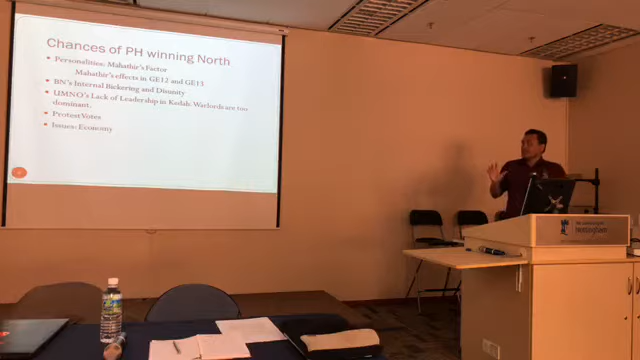 Chances of PH winning North
Personalities: Mahathir's Factor
Mahathir's effects in GE12 and GE13
BN's Internal Bickering and Disunity
UMNO's Lack of Leadership in Kedah. Warlords are too
dominant.
Protest Votes
Issues: Economy
Nottingham